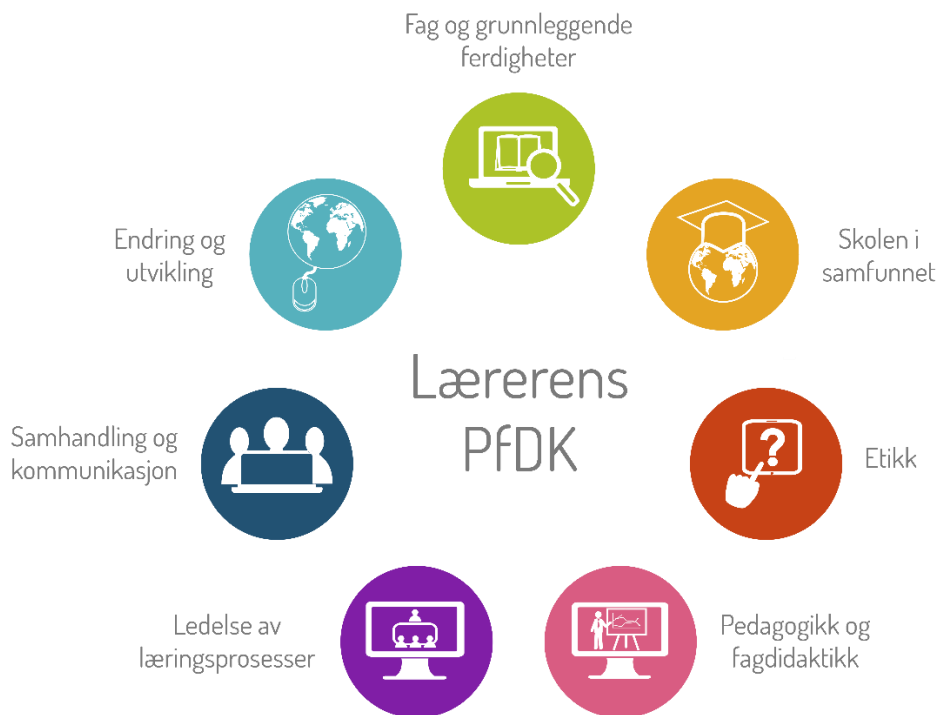 Fag og grunnleggende
ferdigheter
Endring og
utvikling
Skolen i
samfunnet
Lærerens
PfDK
Samhandling og
kommunikasjon
?
Etikk
Ledelse av
læringsprosesser
Pedagogikk og
fagdidaktikk